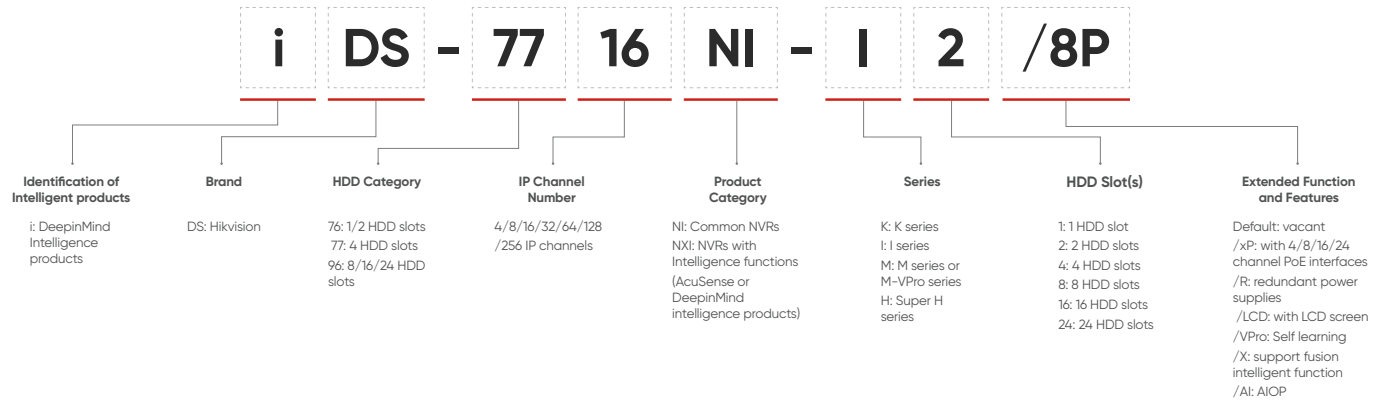 i DS - 77 16 NI - I 2 /8P
Identification of
Intelligent products
i: DeepinMind
Intelligence
products
Brand
DS: Hikvision
HDD Category
76: 1/2 HDD slots
77: 4 HDD slots
96: 8/16/24 HDD
slots
IP Channel
Number
4/8/16/32/64/128
/256 IP channels
Product
Category
NI: Common NVRs
NXI: NVRs with
Intelligence functions
(AcuSense or
DeepinMind
intelligence products)
Series
K: K series
I: I series
M: M series or
M-VPro series
H: Super H
series
HDD Slot(s)
1: 1 HDD slot
2: 2 HDD slots
4: 4 HDD slots
8: 8 HDD slots
16: 16 HDD slots
24: 24 HDD slots
Extended Function
and Features
Default: vacant
/xP: with 4/8/16/24
channel PoE interfaces
/R: redundant power
supplies
/LCD: with LCD screen
/VPro: Self learning
/X: support fusion
intelligent function
/AI: AIOP